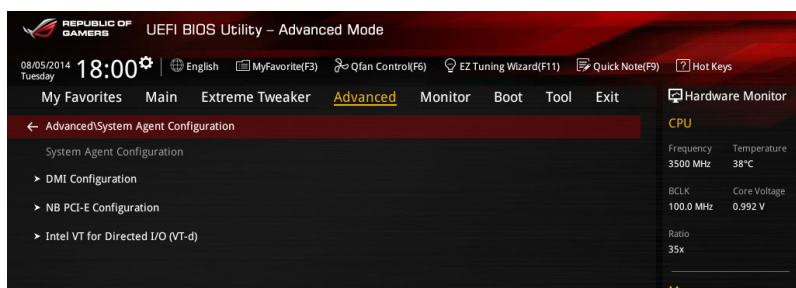 REPUBLIC OF
GAMERS
UEFI BIOS Utility – Advanced Mode
08/05/2014
Tuesday
18:00
English
MyFavorite(F3)
Qfan Control(F6)
EZ Tuning Wizard(F11)
Quick Note(F9)
? Hot Keys
My Favorites Main Extreme Tweaker Advanced Monitor Boot Tool Exit
Hardware Monitor
← Advanced\System Agent Configuration
System Agent Configuration
> DMI Configuration
> NB PCI-E Configuration
> Intel VT for Directed I/O (VT-d)
CPU
Frequency Temperature
3500 MHz 38°C
BCLK Core Voltage
100.0 MHz 0.992 V
Ratio
35x